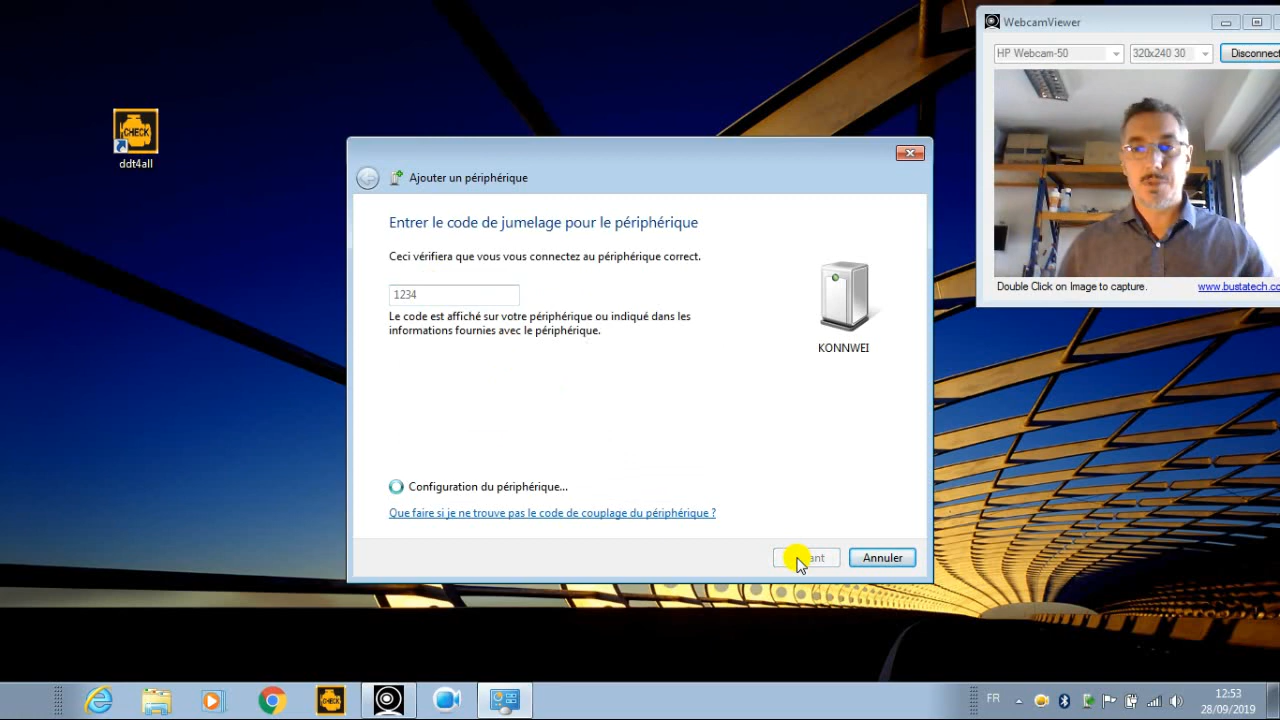 WebcamViewer
HP Webcam-50
320x240 30
Disconnect
CHECK
ddt4all
Ajouter un périphérique
Entrer le code de jumelage pour le périphérique
Ceci vérifiera que vous vous connectez au périphérique correct.
1234
Le code est affiché sur votre périphérique ou indiqué dans les
informations fournies avec le périphérique.
KONNWEI
Double Click on Image to capture.
www.bustatech.co
Configuration du périphérique...
Que faire si je ne trouve pas le code de couplage du périphérique ?
Annuler
CHECK
FR
12:53
28/09/2019